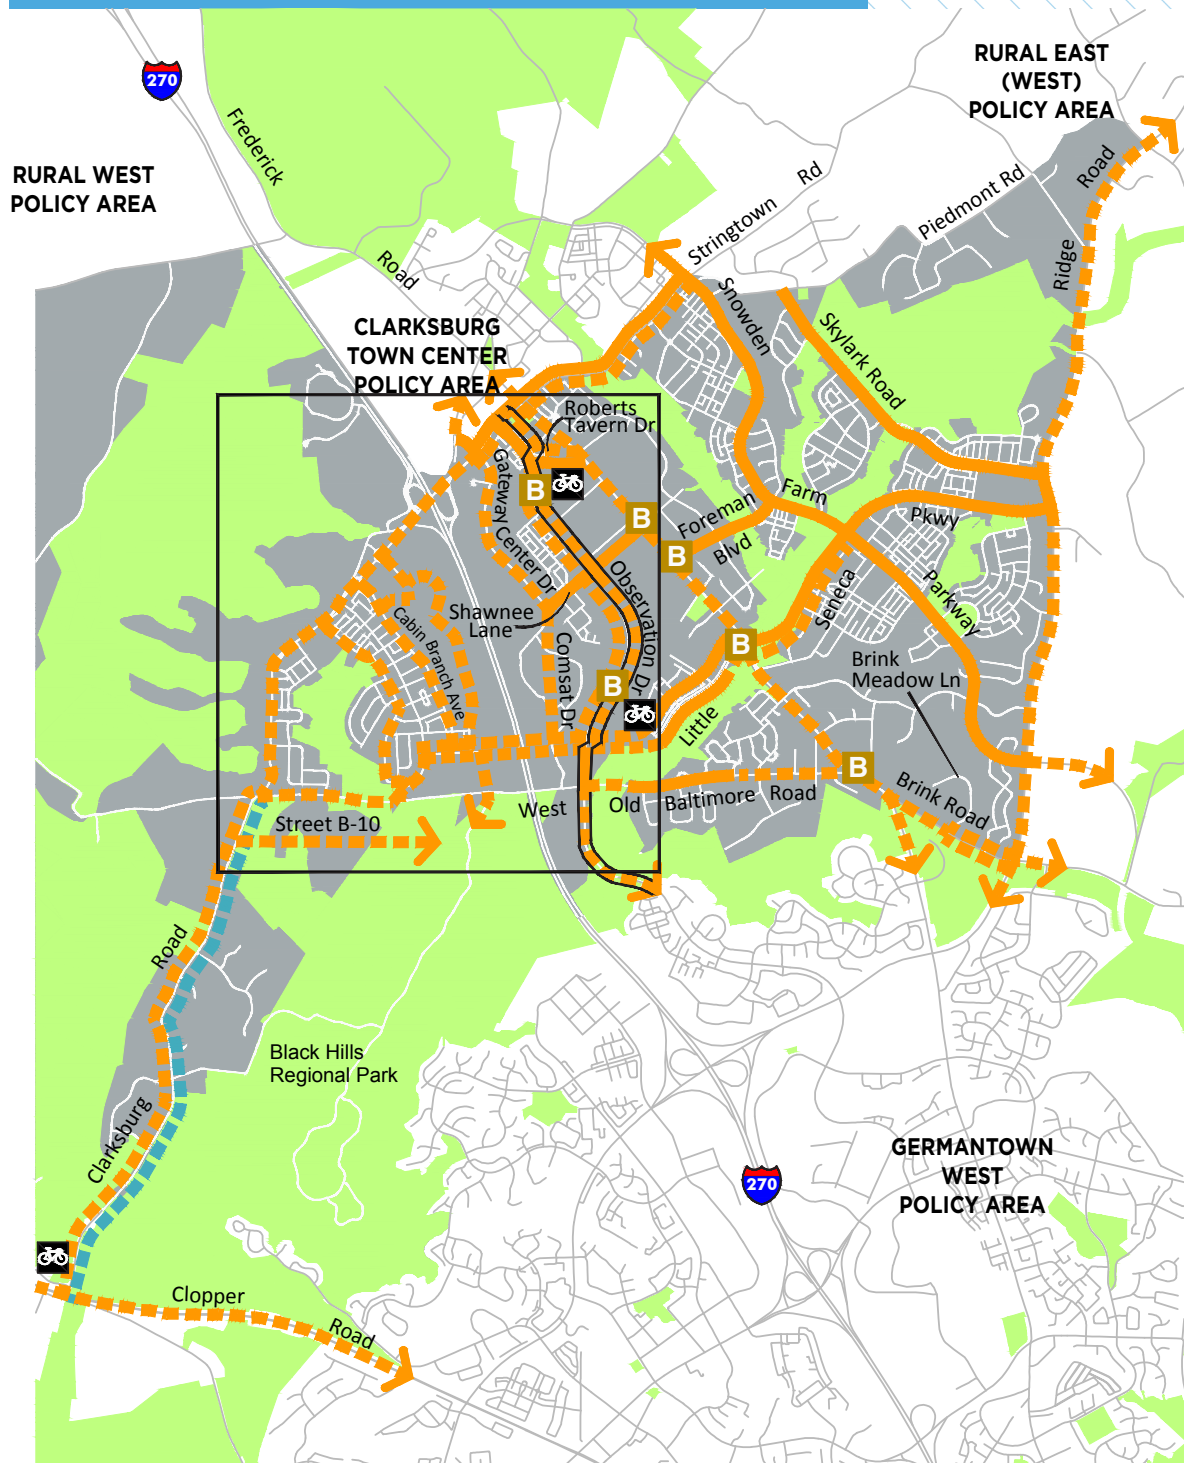 RURAL EAST
(WEST)
POLICY AREA
270
Frederick
Road
RURAL WEST
POLICY AREA
Stringtown
Rd
Piedmont Rd
Ridge
Road
Snowden
Skylark Road
CLARKSBURG
TOWN CENTER
POLICY AREA
Roberts
Tavern Dr
Gateway Center Dr
B
B
B
Foreman
Blvd
Farm
Pkwy
Parkway
Seneca
Observation Dr
Shawnee
Lane
Comsat Dr
Cabin Branch Ave
B
B
Brink
Meadow Ln
Little
B
West
Old
Baltimore
Road
Brink Road
Street B-10
Road
Clarksburg
Black Hills
Regional Park
GERMANTOWN
WEST
POLICY AREA
270
Clopper
Road